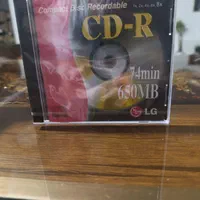 Compact Disc Recordable
CD-R
74min
650MB
LG